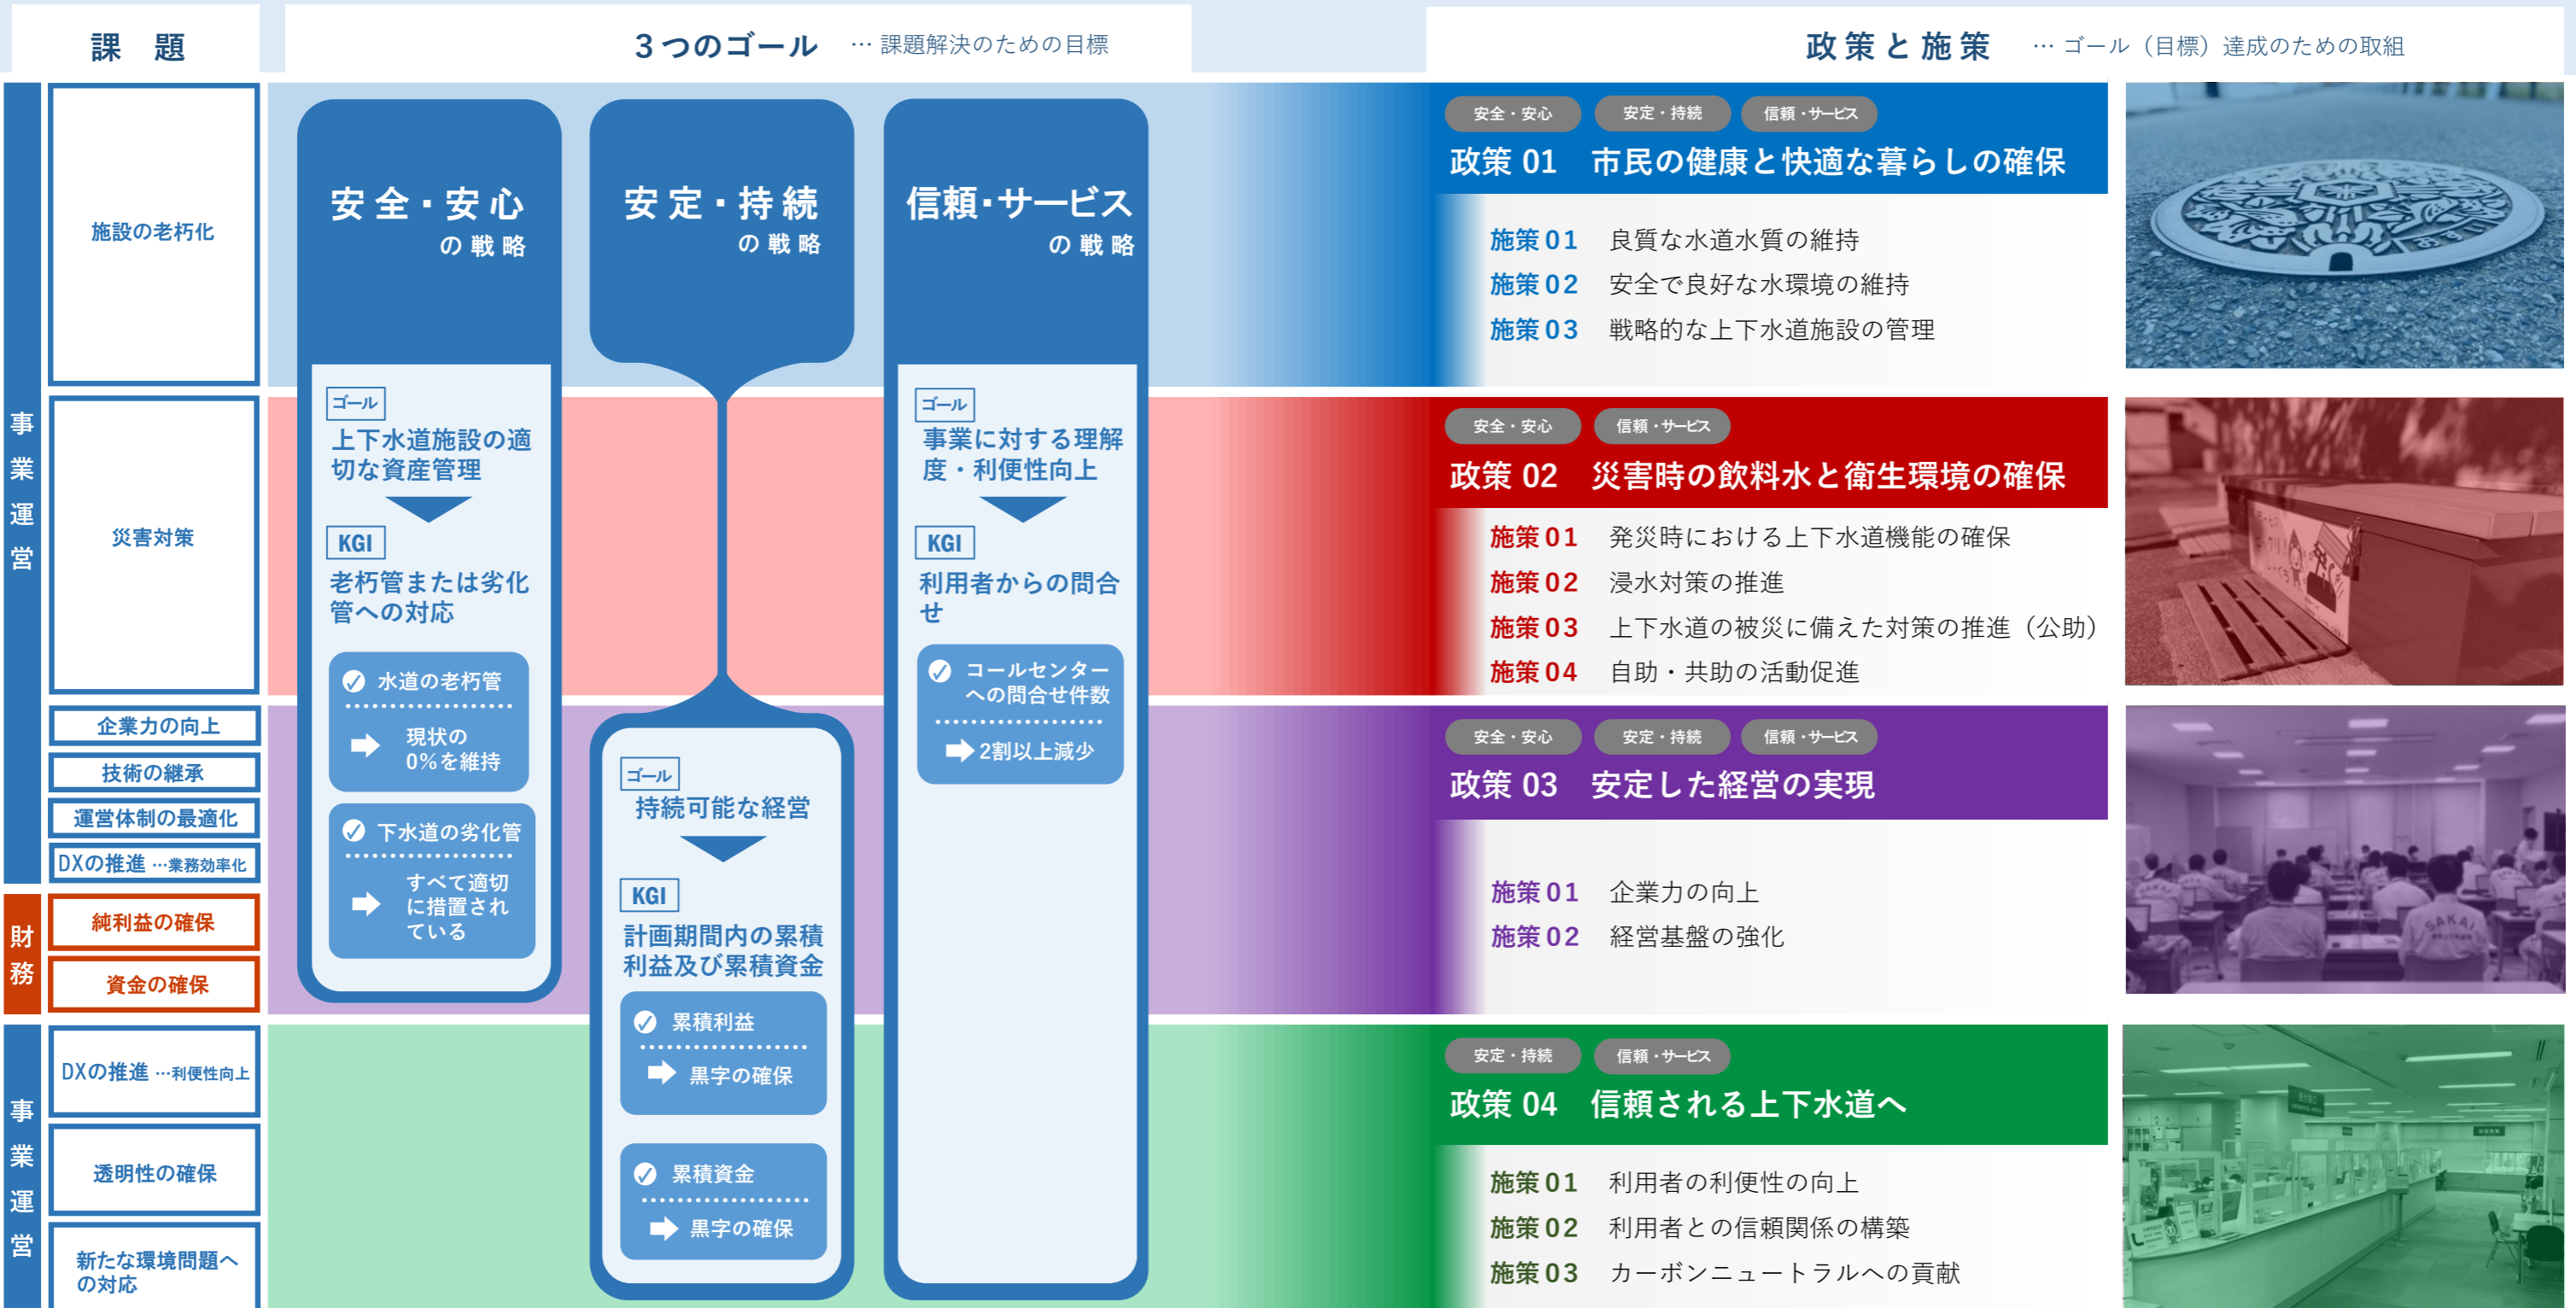 課 題
3つのゴール … 課題解決のための目標
政策と施策 … ゴール（目標）達成のための取組
事業運営
施設の老朽化
災害対策
企業力の向上
技術の継承
運営体制の最適化
DXの推進 …業務効率化
財務
純利益の確保
資金の確保
事業運営
DXの推進 …利便性向上
透明性の確保
新たな環境問題へ
の対応
安全・安心
の戦略
ゴール
上下水道施設の適
切な資産管理
KGI
老朽管または劣化
管への対応
水道の老朽管
現状の
0%を維持
下水道の劣化管
すべて適切
に措置され
ている
安定・持続
の戦略
ゴール
持続可能な経営
KGI
計画期間内の累積
利益及び累積資金
累積利益
黒字の確保
累積資金
黒字の確保
信頼・サービス
の戦略
ゴール
事業に対する理解
度・利便性向上
KGI
利用者からの問合
せ
コールセンター
への問合せ件数
2割以上減少
安全・安心 安定・持続 信頼・サービス
政策 01 市民の健康と快適な暮らしの確保
施策01 良質な水道水質の維持
施策02 安全で良好な水環境の維持
施策03 戦略的な上下水道施設の管理
安全・安心 信頼・サービス
政策 02 災害時の飲料水と衛生環境の確保
施策01 発災時における上下水道機能の確保
施策02 浸水対策の推進
施策03 上下水道の被災に備えた対策の推進（公助）
施策04 自助・共助の活動促進
安全・安心 安定・持続 信頼・サービス
政策 03 安定した経営の実現
施策01 企業力の向上
施策02 経営基盤の強化
SAKAI
安定・持続 信頼・サービス
政策 04 信頼される上下水道へ
施策01 利用者の利便性の向上
施策02 利用者との信頼関係の構築
施策03 カーボンニュートラルへの貢献